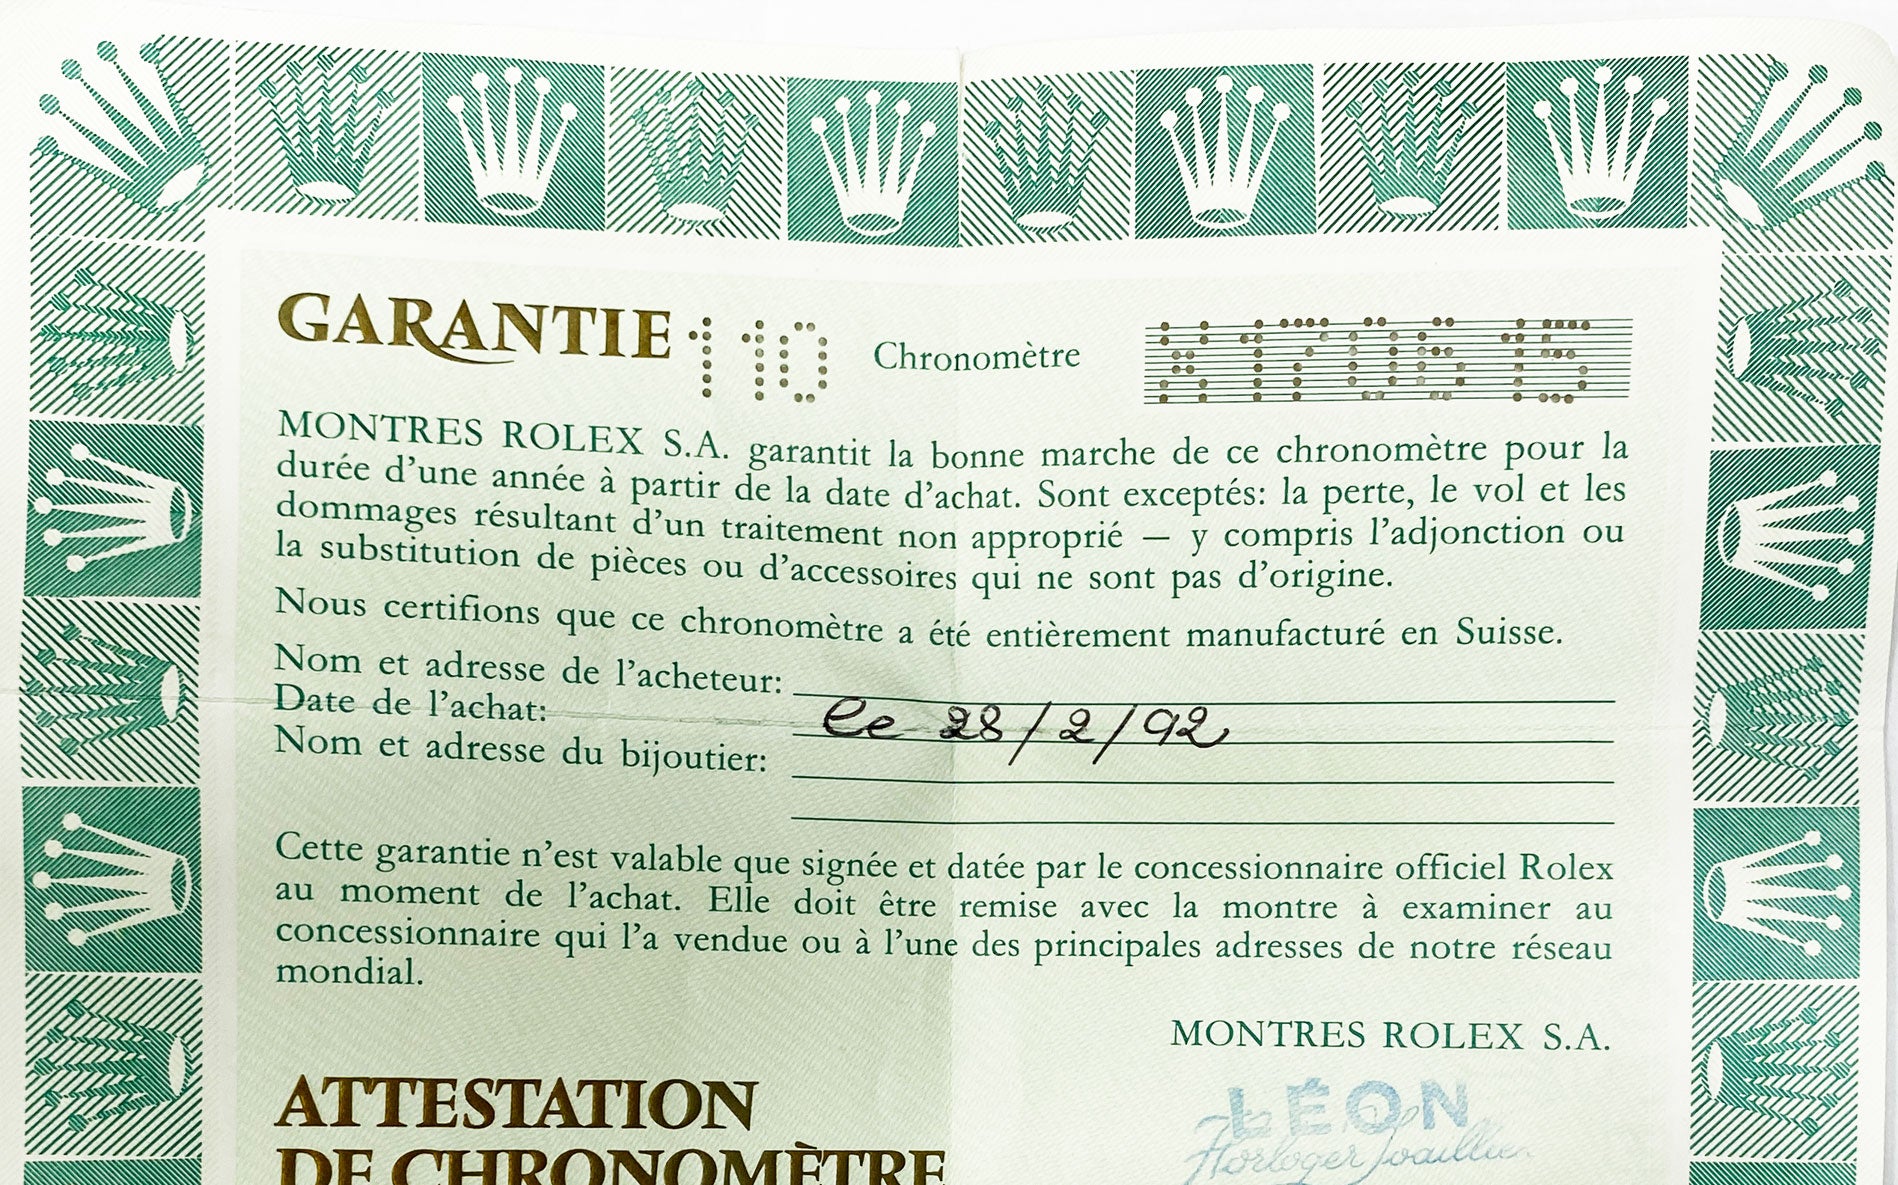 GARANTIE 110 Chronomètre X170615
MONTRES ROLEX S.A. garantit la bonne marche de ce chronomètre pour la
durée d'une année à partir de la date d'achat. Sont exceptés: la perte, le vol et les
dommages résultant d'un traitement non approprié — y compris l'adjonction ou
la substitution de pièces ou d'accessoires qui ne sont pas d'origine.
Nous certifions que ce chronomètre a été entièrement manufacturé en Suisse.
Nom et adresse de l'acheteur:
Date de l'achat: le 28/2/92
Nom et adresse du bijoutier:
Cette garantie n'est valable que signée et datée par le concessionnaire officiel Rolex
au moment de l'achat. Elle doit être remise avec la montre à examiner au
concessionnaire qui l'a vendue ou à l'une des principales adresses de notre réseau
mondial.
MONTRES ROLEX S.A.
LÉON
Horloger Joaillier
ATTESTATION
DE CHRONOMÈTRE